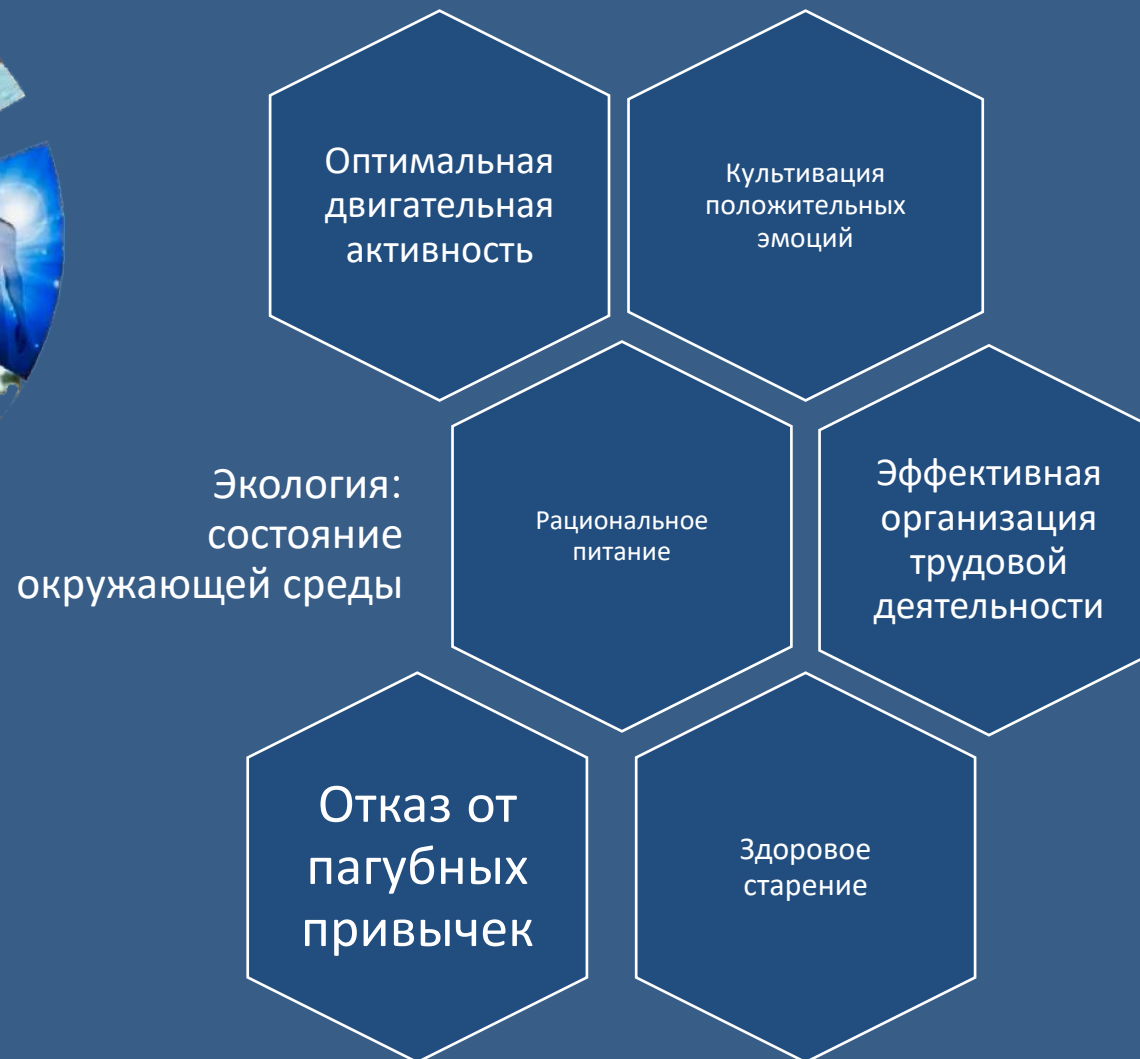 Оптимальная
двигательная
активность
Культивация
положительных
эмоций
Экология:
состояние
окружающей среды
Рациональное
питание
Эффективная
организация
трудовой
деятельности
Отказ от
пагубных
привычек
Здоровое
старение